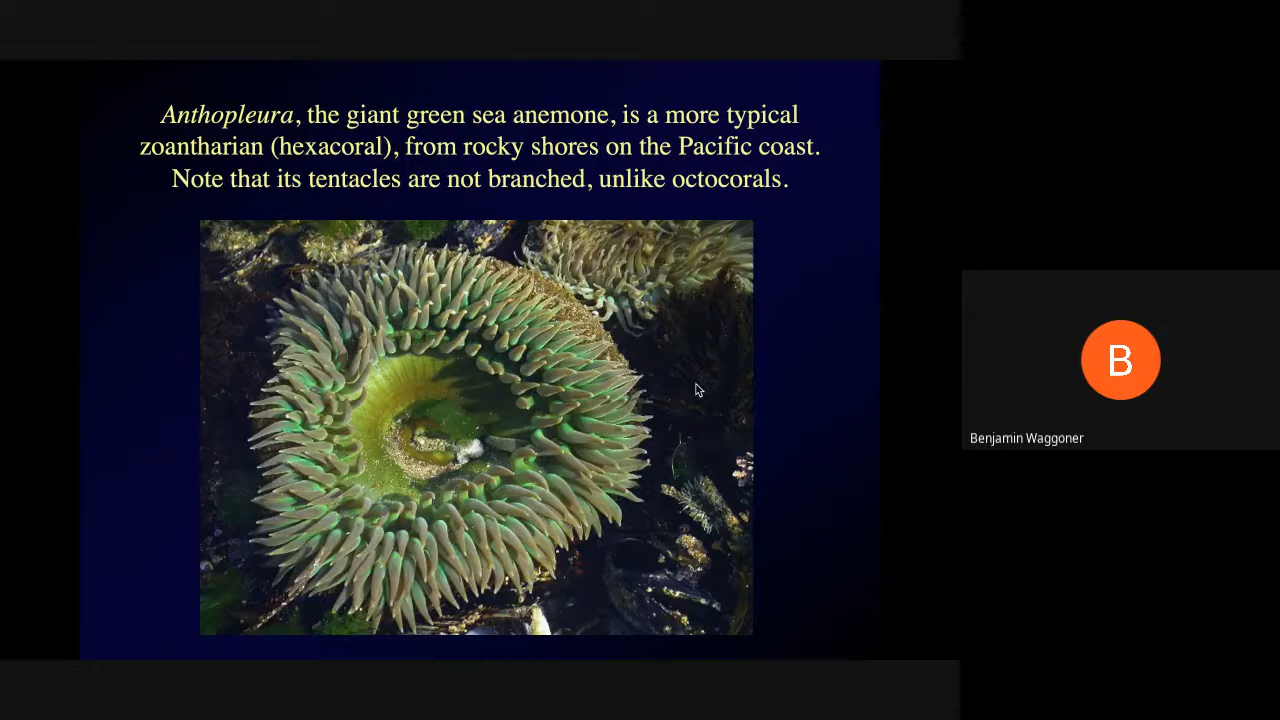 Anthopleura, the giant green sea anemone, is a more typical
zoantharian (hexacoral), from rocky shores on the Pacific coast.
Note that its tentacles are not branched, unlike octocorals.
B
Benjamin Waggoner